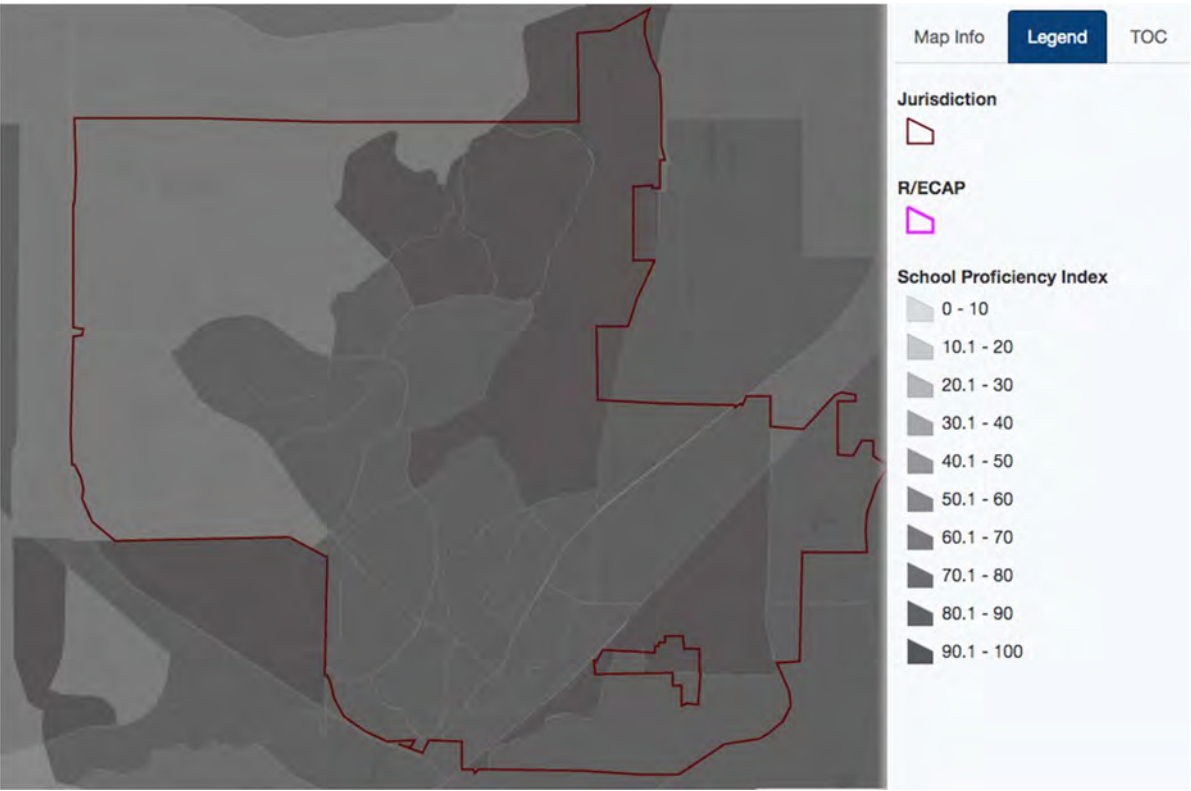 Map Info Legend TOC
Jurisdiction
R/ECAP
School Proficiency Index
0 - 10
10.1 - 20
20.1 - 30
30.1 - 40
40.1 - 50
50.1 - 60
60.1 - 70
70.1 - 80
80.1 - 90
90.1 - 100